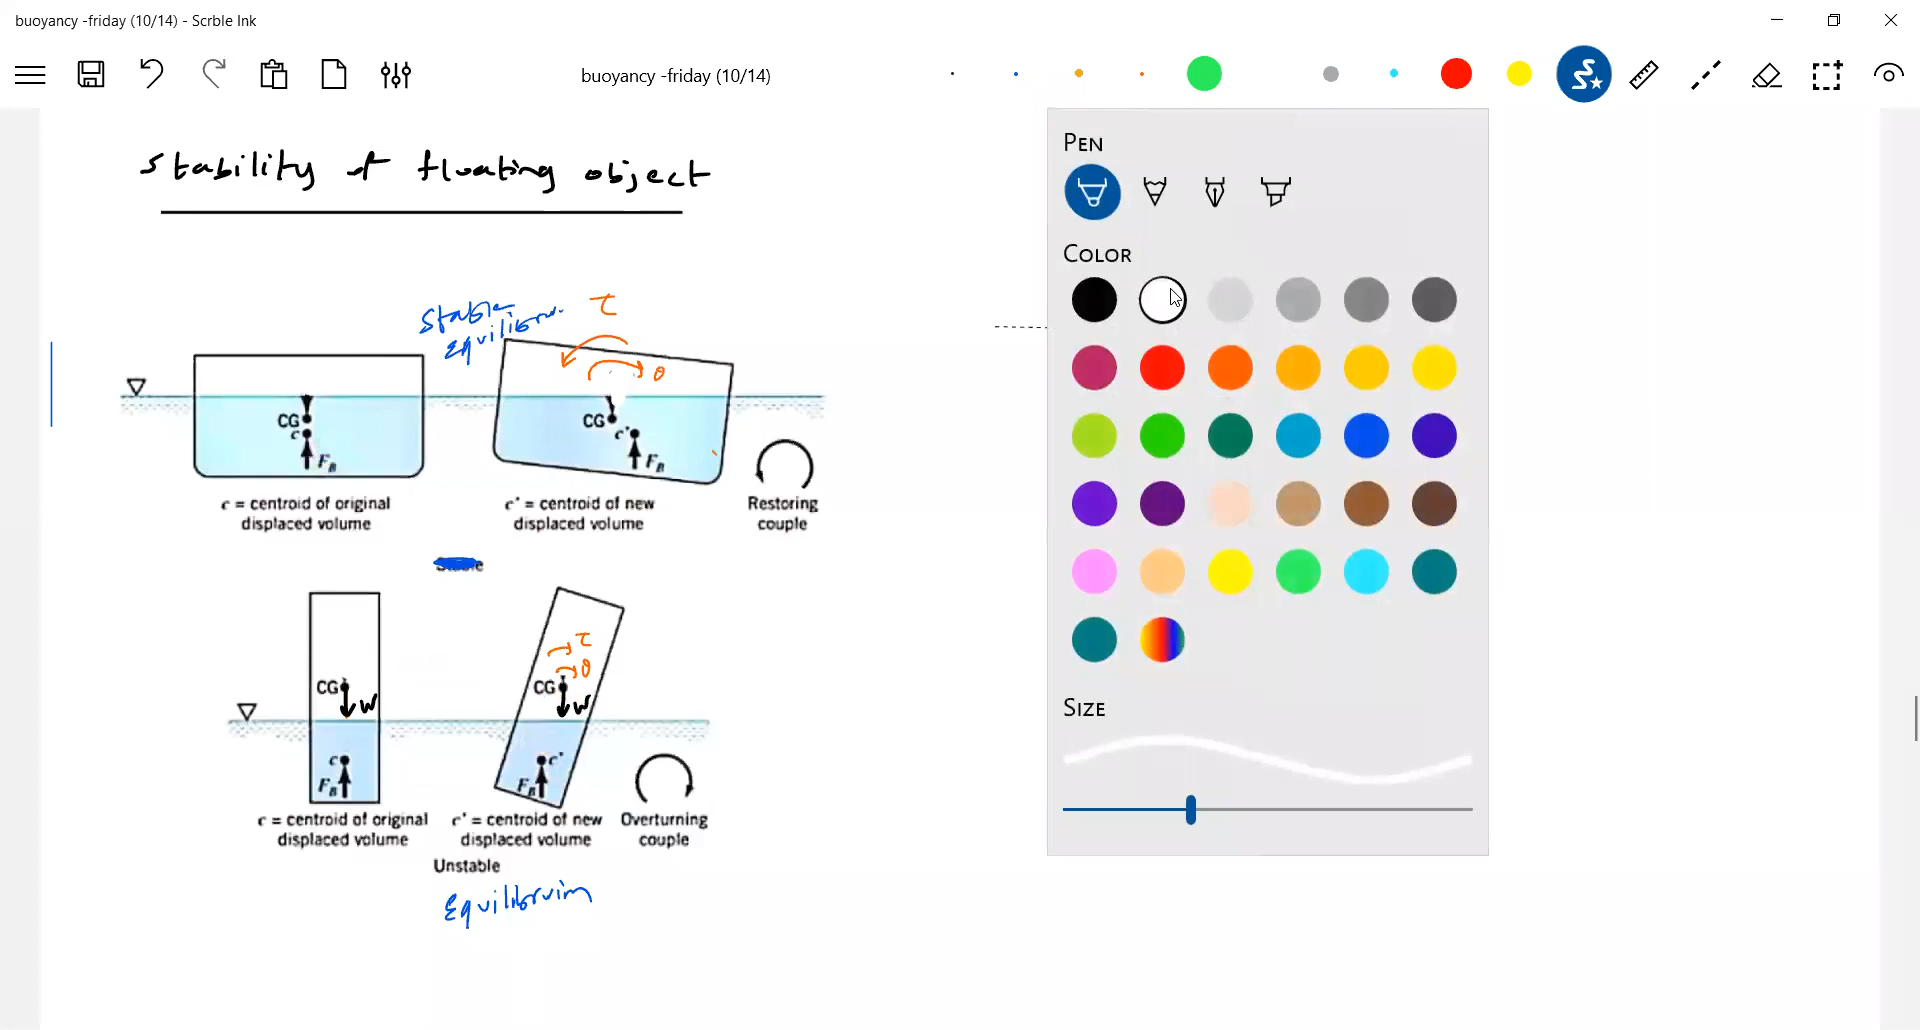 buoyancy -friday (10/14) - Scrble Ink
buoyancy -friday (10/14)
Stability of floating object
Stable
Equilibriu.
τ
θ
CG
c
F_B
CG
c'
F_B
c = centroid of original
displaced volume
c' = centroid of new
displaced volume
Restoring
couple
τ
θ
CG
W
CG
W
c
F_B
c'
F_B
c = centroid of original
displaced volume
c' = centroid of new
displaced volume
Overturning
couple
Unstable
Equilibruim
PEN
COLOR
SIZE